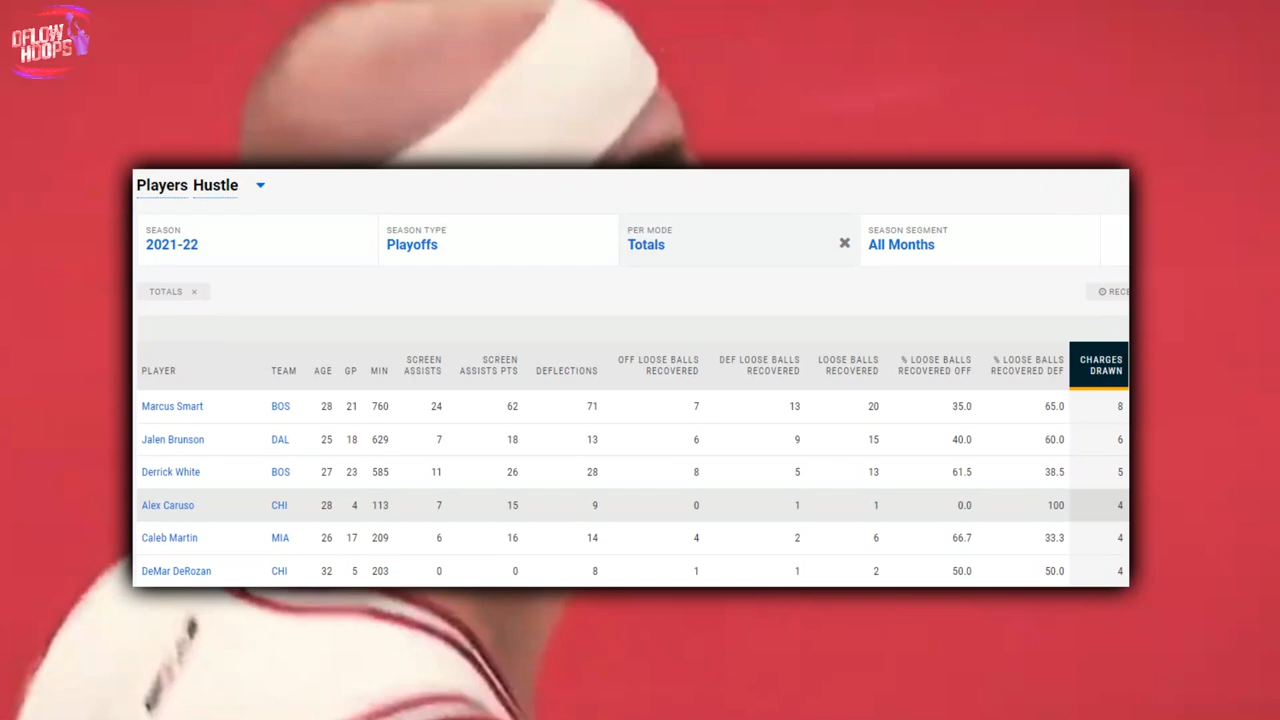 DFLOW
HOOPS
Players Hustle
SEASON SEASON TYPE PER MODE SEASON SEGMENT
2021-22 Playoffs Totals All Months
TOTALS × RECE
PLAYER TEAM AGE GP MIN SCREEN ASSISTS SCREEN ASSISTS PTS DEFLECTIONS OFF LOOSE BALLS RECOVERED DEF LOOSE BALLS RECOVERED LOOSE BALLS RECOVERED % LOOSE BALLS RECOVERED OFF % LOOSE BALLS RECOVERED DEF CHARGES DRAWN
Marcus Smart BOS 28 21 760 24 62 71 7 13 20 35.0 65.0 8
Jalen Brunson DAL 25 18 629 7 18 13 6 9 15 40.0 60.0 6
Derrick White BOS 27 23 585 11 26 28 8 5 13 61.5 38.5 5
Alex Caruso CHI 28 4 113 7 15 9 0 1 1 0.0 100 4
Caleb Martin MIA 26 17 209 6 16 14 4 2 6 66.7 33.3 4
DeMar DeRozan CHI 32 5 203 0 0 8 1 1 2 50.0 50.0 4